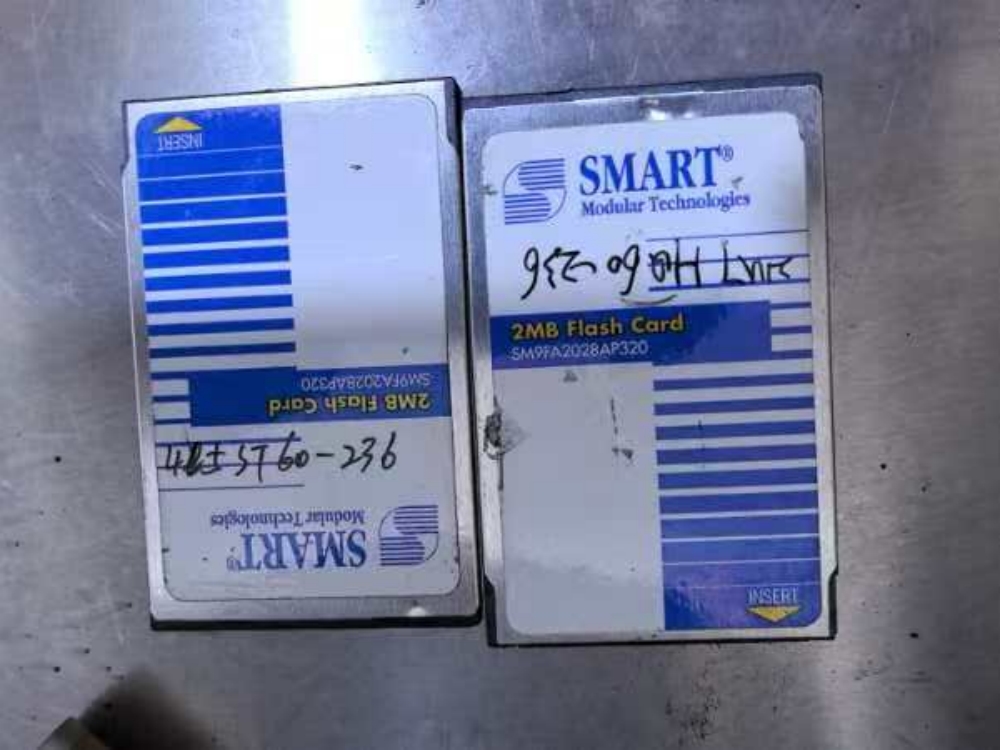 INSERT
SM9FA2028AP320
2MB Flash Card
ST60-236
Modular Technologies
SMART®
SMART®
Modular Technologies
60-236
2MB Flash Card
SM9FA2028AP320
INSERT